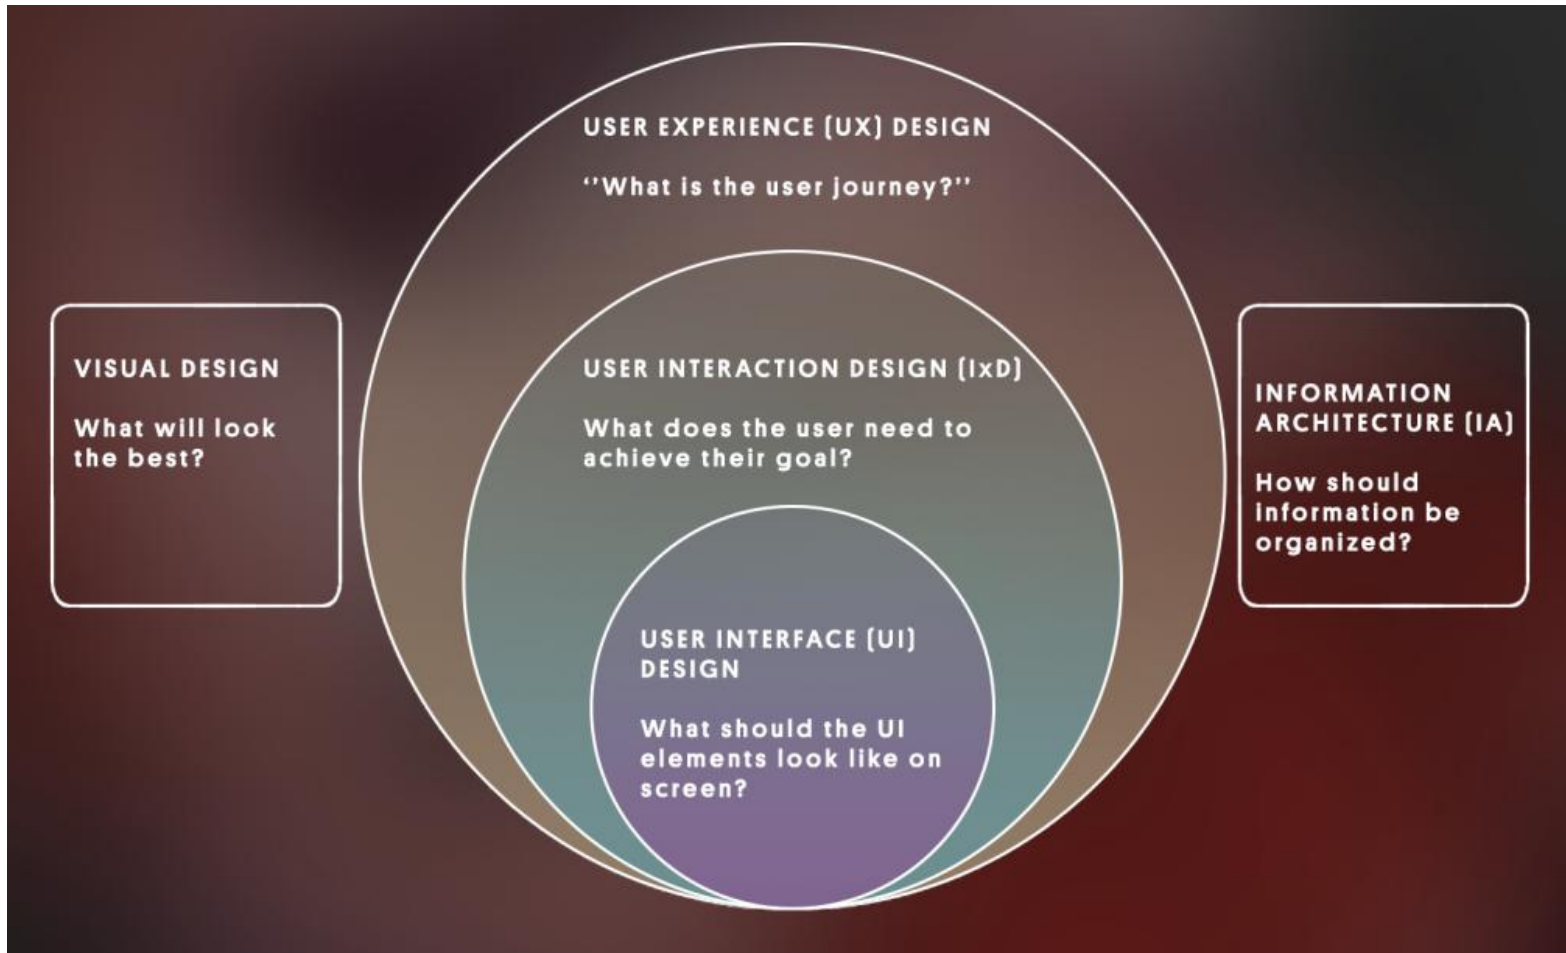 USER EXPERIENCE (UX) DESIGN
‘’What is the user journey?’’
VISUAL DESIGN
What will look
the best?
USER INTERACTION DESIGN (IxD)
What does the user need to
achieve their goal?
USER INTERFACE (UI)
DESIGN
What should the UI
elements look like on
screen?
INFORMATION
ARCHITECTURE (IA)
How should
information be
organized?